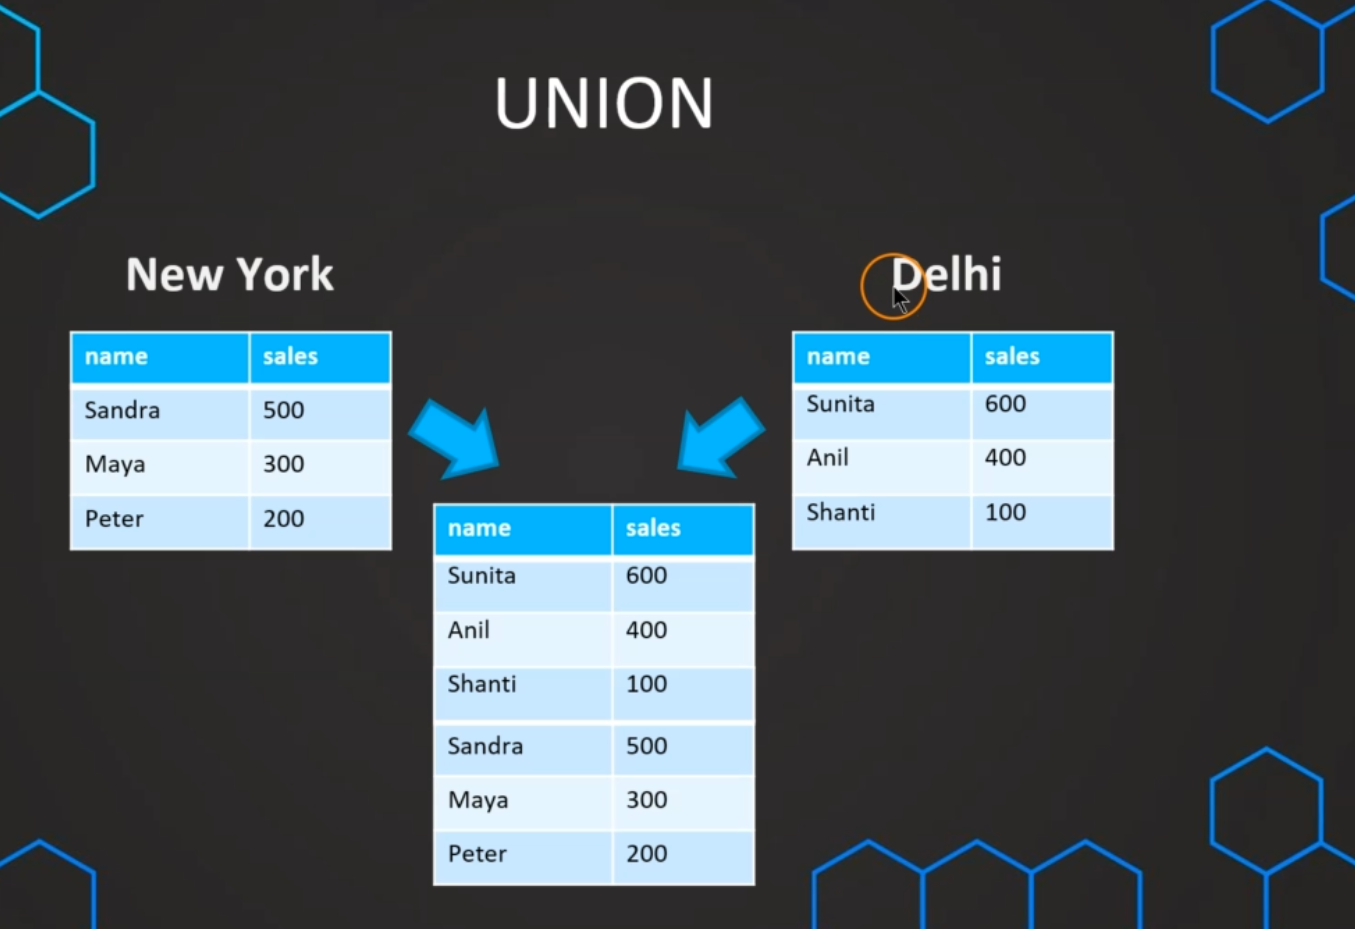 UNION
New York
name sales
Sandra 500
Maya 300
Peter 200
Delhi
name sales
Sunita 600
Anil 400
Shanti 100
name sales
Sunita 600
Anil 400
Shanti 100
Sandra 500
Maya 300
Peter 200